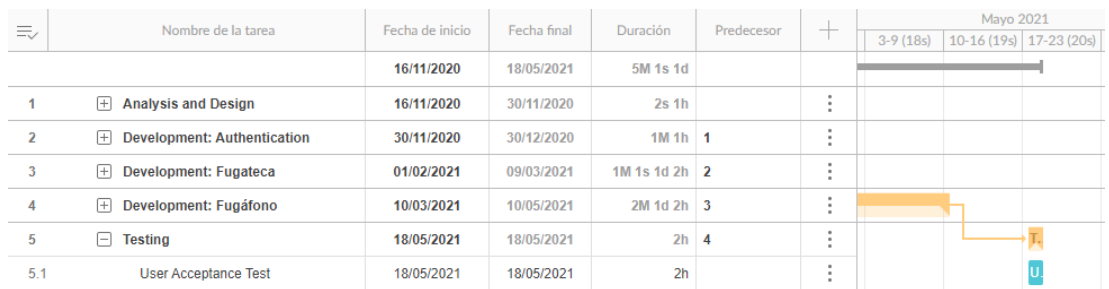 Nombre de la tarea Fecha de inicio Fecha final Duración Predecesor Mayo 2021
3-9 (18s) 10-16 (19s) 17-23 (20s)
16/11/2020 18/05/2021 5M 1s 1d
1 Analysis and Design 16/11/2020 30/11/2020 2s 1h
2 Development: Authentication 30/11/2020 30/12/2020 1M 1h 1
3 Development: Fugateca 01/02/2021 09/03/2021 1M 1s 1d 2h 2
4 Development: Fugáfono 10/03/2021 10/05/2021 2M 1d 2h 3
5 Testing 18/05/2021 18/05/2021 2h 4 T.
5.1 User Acceptance Test 18/05/2021 18/05/2021 2h U.